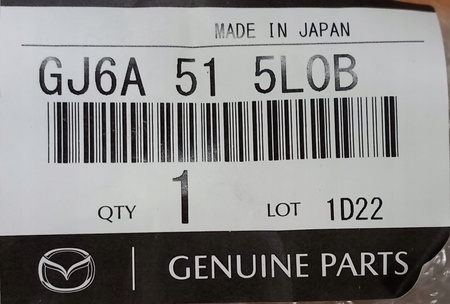 MADE IN JAPAN
GJ6A 51 5L0B
QTY 1 LOT 1D22
GENUINE PARTS